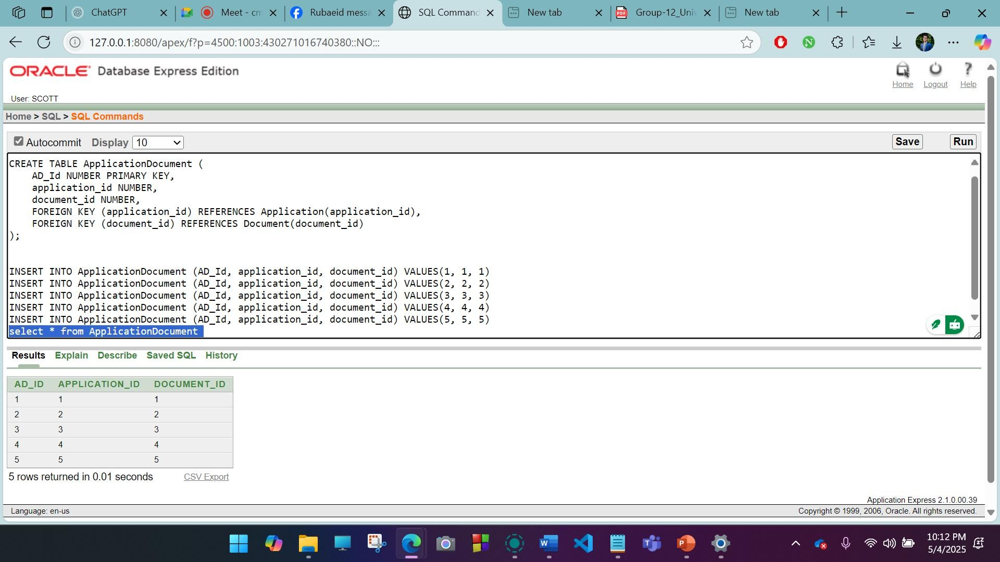 ChatGPT
Meet - cm
Rubaeid messa
SQL Command
New tab
Group-12_Univ
New tab
127.0.0.1:8080/apex/f?p=4500:1003:430271016740380::NO:::
ORACLE Database Express Edition
Home Logout Help
User: SCOTT
Home > SQL > SQL Commands
Autocommit Display 10 Save Run
CREATE TABLE ApplicationDocument (
    AD_Id NUMBER PRIMARY KEY,
    application_id NUMBER,
    document_id NUMBER,
    FOREIGN KEY (application_id) REFERENCES Application(application_id),
    FOREIGN KEY (document_id) REFERENCES Document(document_id)
);
INSERT INTO ApplicationDocument (AD_Id, application_id, document_id) VALUES(1, 1, 1)
INSERT INTO ApplicationDocument (AD_Id, application_id, document_id) VALUES(2, 2, 2)
INSERT INTO ApplicationDocument (AD_Id, application_id, document_id) VALUES(3, 3, 3)
INSERT INTO ApplicationDocument (AD_Id, application_id, document_id) VALUES(4, 4, 4)
INSERT INTO ApplicationDocument (AD_Id, application_id, document_id) VALUES(5, 5, 5)
select * from ApplicationDocument
Results Explain Describe Saved SQL History
AD_ID APPLICATION_ID DOCUMENT_ID
1 1 1
2 2 2
3 3 3
4 4 4
5 5 5
5 rows returned in 0.01 seconds CSV Export
Application Express 2.1.0.00.39
Language: en-us Copyright © 1999, 2006, Oracle. All rights reserved.
10:12 PM
5/4/2025